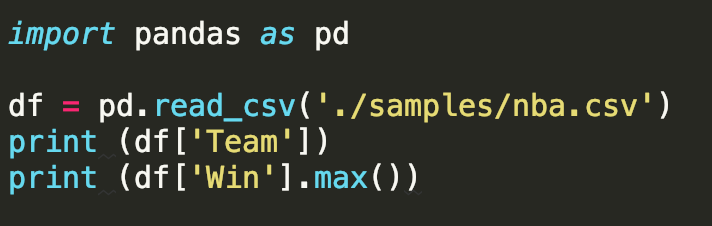 import pandas as pd
df = pd.read_csv('./samples/nba.csv')
print (df['Team'])
print (df['Win'].max())